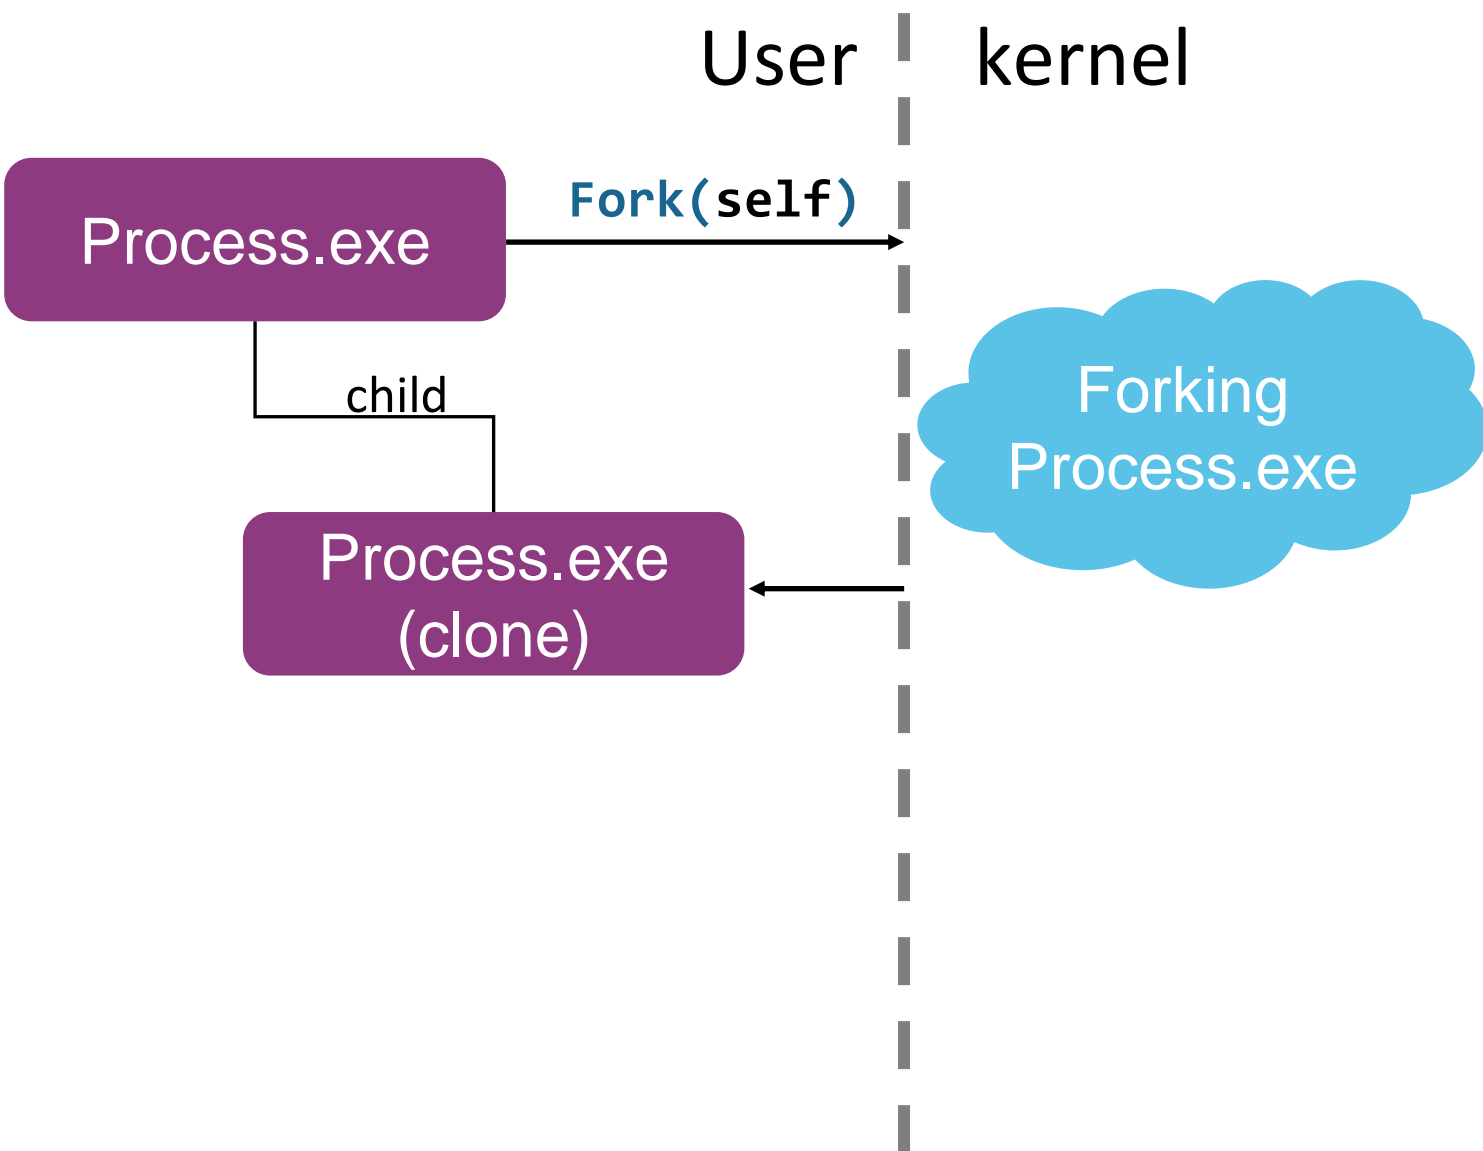 User
kernel
Fork(self)
Process.exe
child
Forking
Process.exe
Process.exe
(clone)